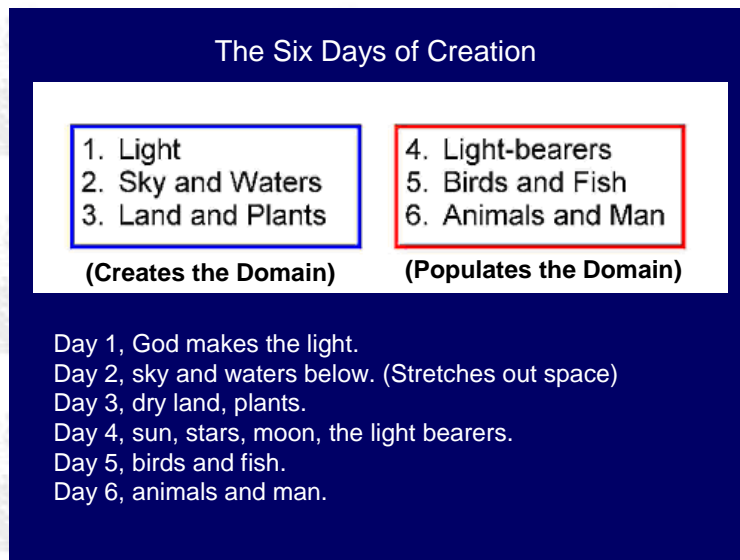 The Six Days of Creation
1. Light
2. Sky and Waters
3. Land and Plants
(Creates the Domain)
4. Light-bearers
5. Birds and Fish
6. Animals and Man
(Populates the Domain)
Day 1, God makes the light.
Day 2, sky and waters below. (Stretches out space)
Day 3, dry land, plants.
Day 4, sun, stars, moon, the light bearers.
Day 5, birds and fish.
Day 6, animals and man.